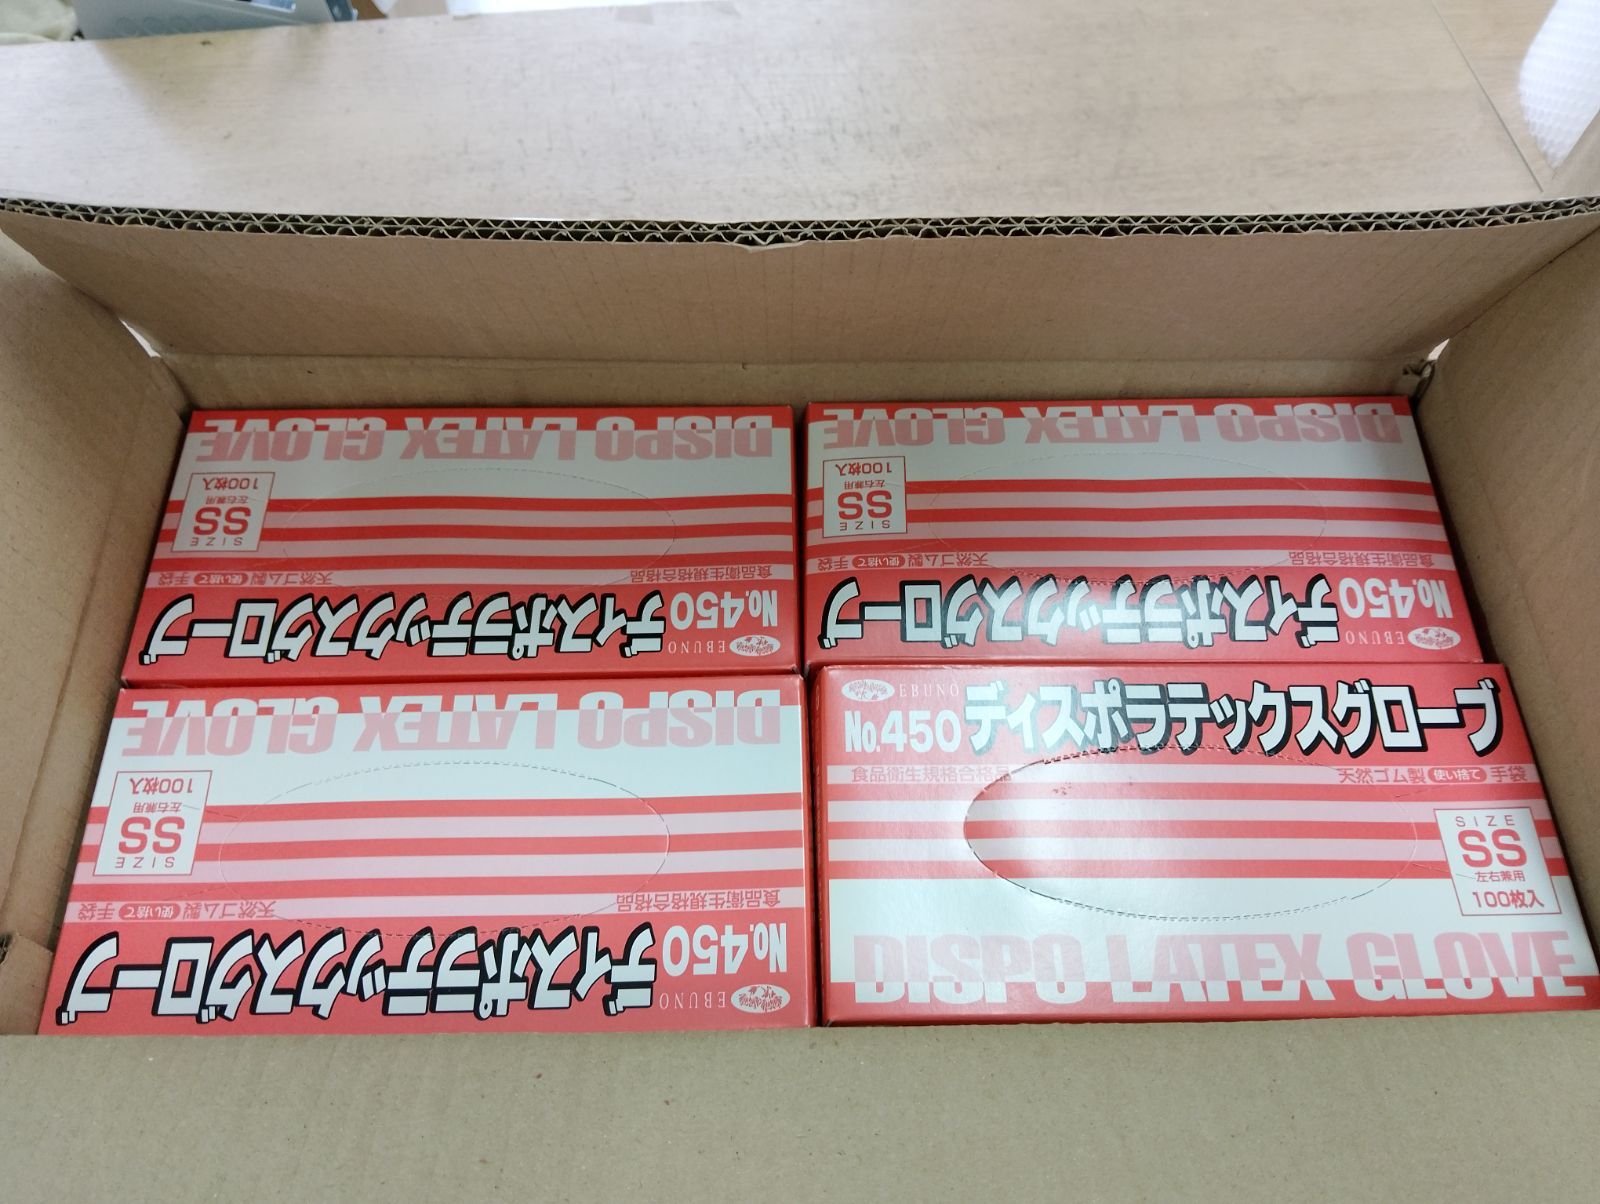 DISPO LATEX GLOVE
100枚入
左右兼用
SS
SIZE
食品衛生規格合格品
天然ゴム製 使い捨て 手袋
EBUNO
No.450 ディスポラテックスグローブ
DISPO LATEX GLOVE
100枚入
左右兼用
SS
SIZE
食品衛生規格合格品
天然ゴム製 使い捨て 手袋
EBUNO
No.450 ディスポラテックスグローブ
DISPO LATEX GLOVE
100枚入
左右兼用
SS
SIZE
食品衛生規格合格品
天然ゴム製 使い捨て 手袋
EBUNO
No.450 ディスポラテックスグローブ
EBUNO
No.450 ディスポラテックスグローブ
食品衛生規格合格品
天然ゴム製 使い捨て 手袋
SIZE
SS
左右兼用
100枚入
DISPO LATEX GLOVE